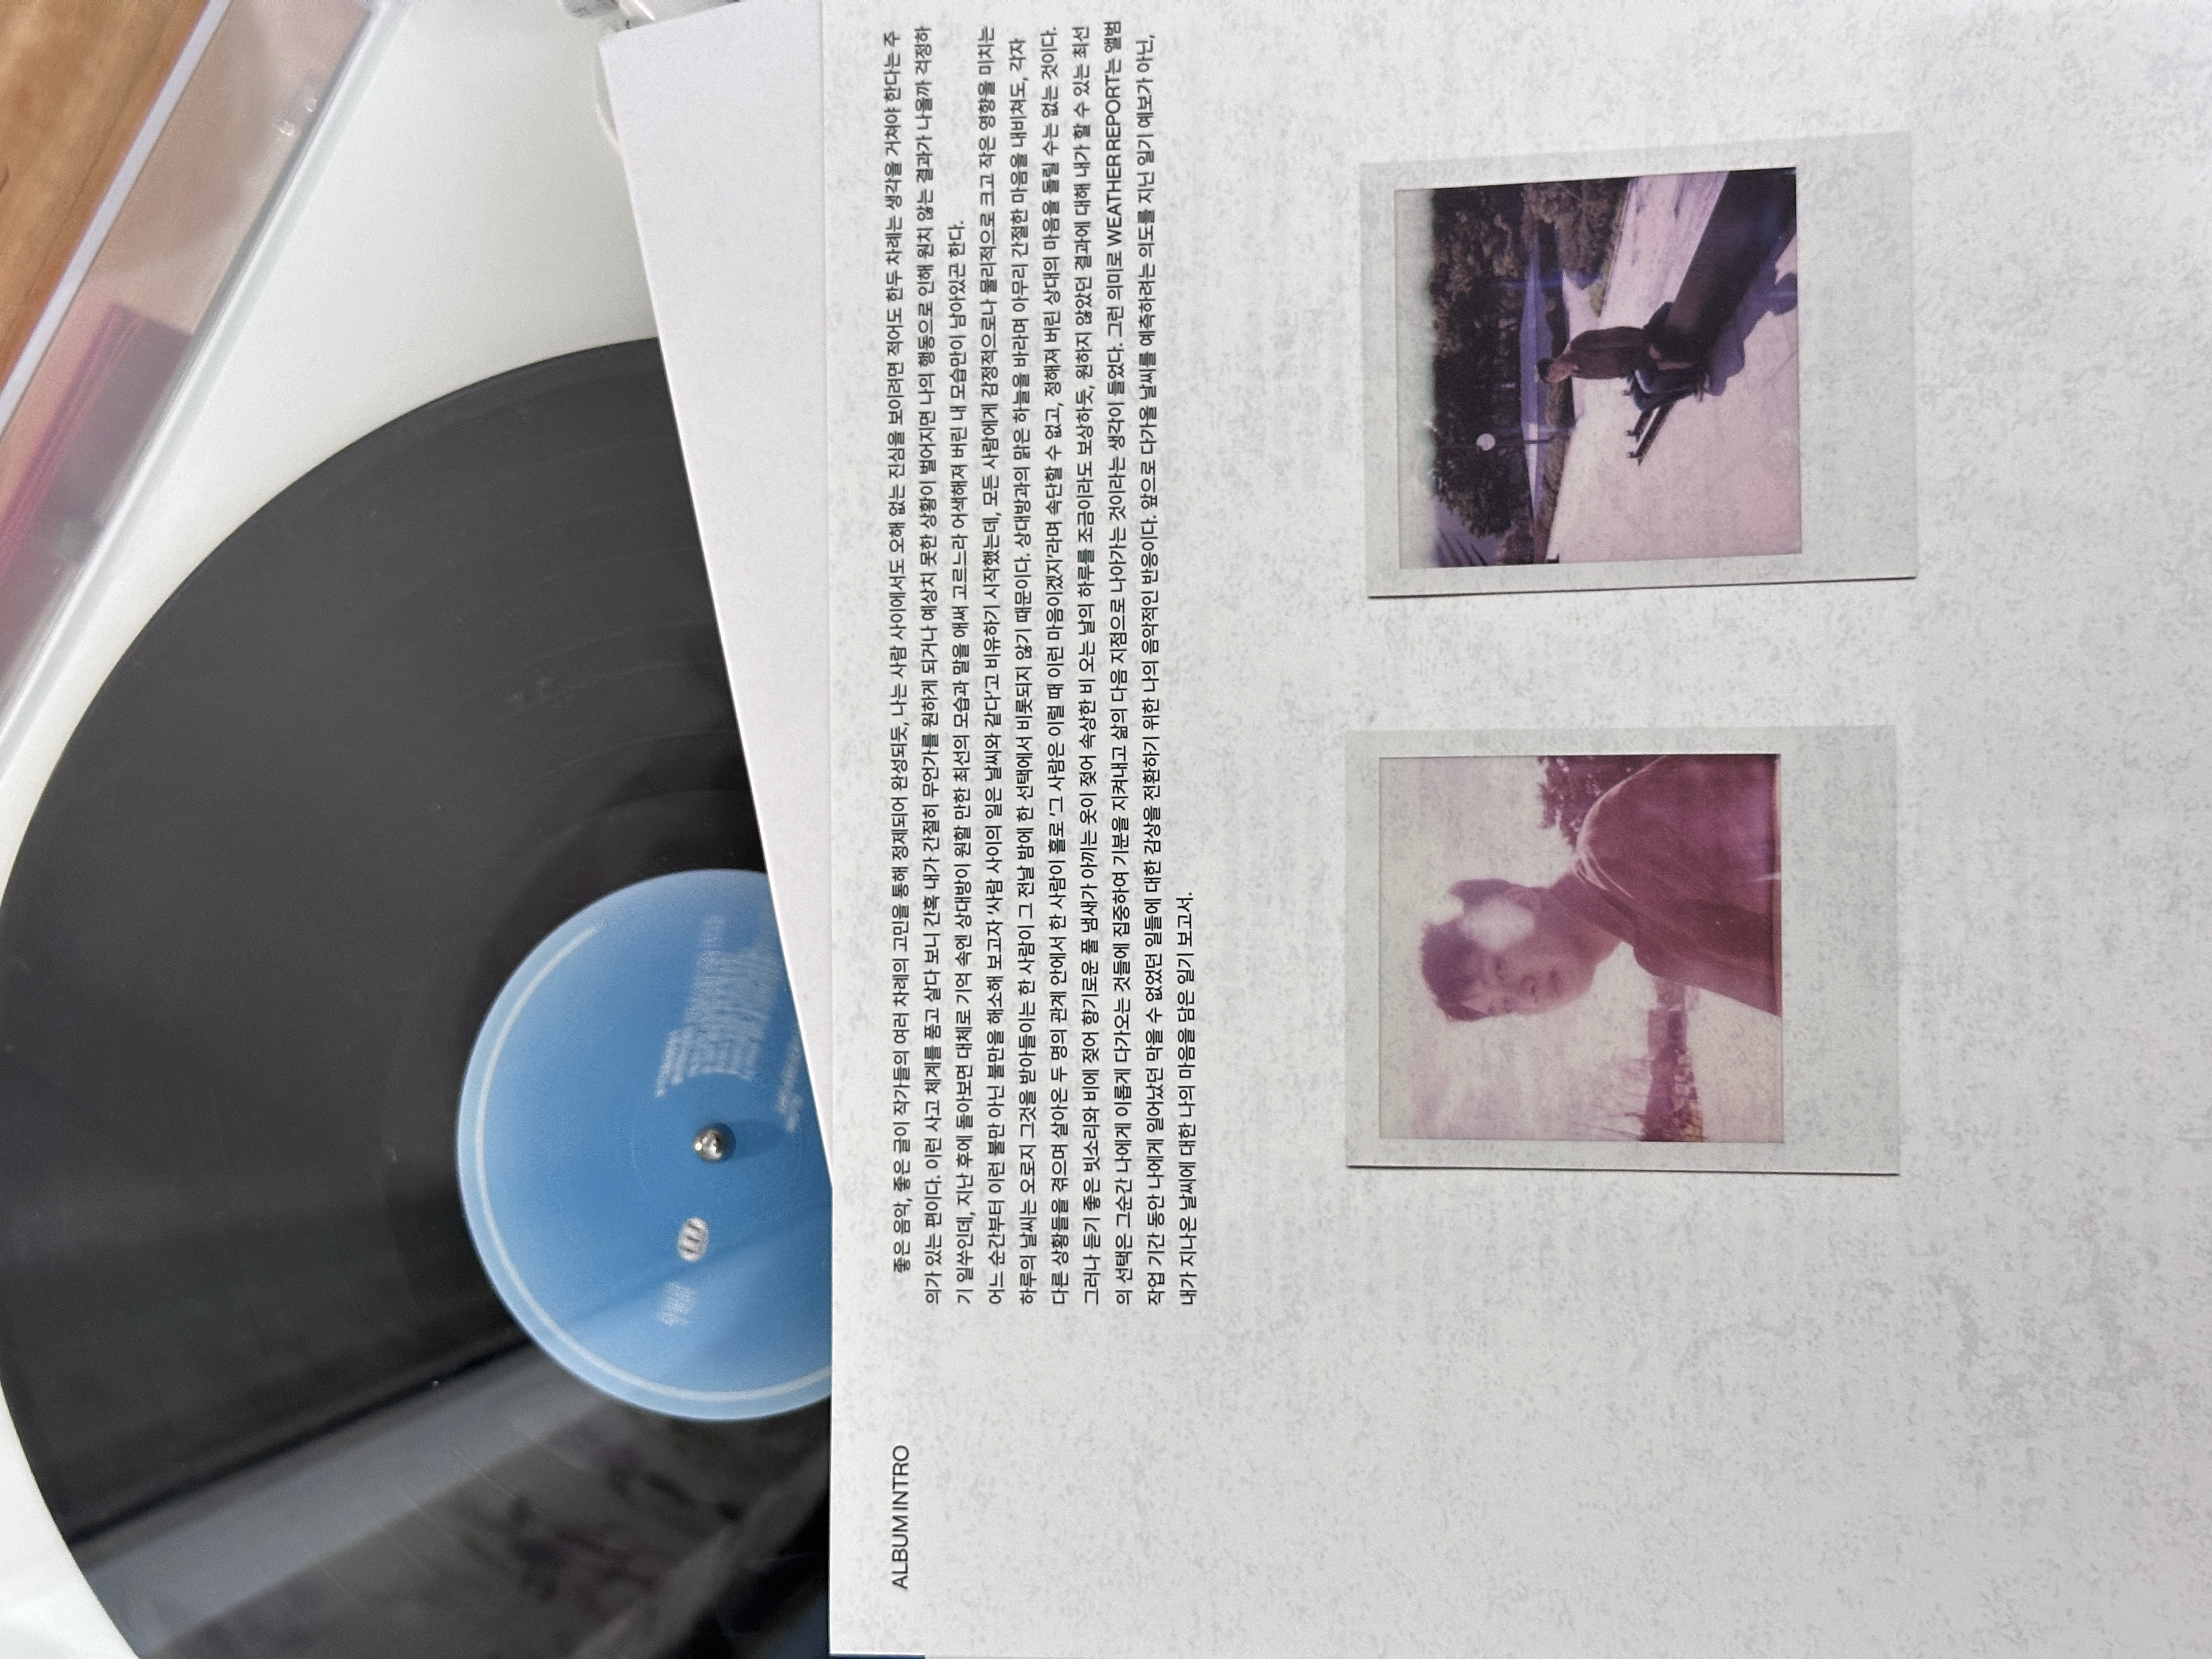 ALBUM INTRO
좋은 음악, 좋은 글이 작가들의 여러 차례의 고민을 통해 정제되어 완성되듯, 나는 사람 사이에서도 오해 없는 진심을 보이려면 적어도 한두 차례는 생각을 거쳐야 한다는 주
의가 있는 편이다. 이런 사고 체계를 품고 살다 보니 간혹 내가 간절히 무언가를 원하게 되거나 예상치 못한 상황이 벌어지면 나의 행동으로 인해 원치 않는 결과가 나올까 걱정하
기 일쑤인데, 지난 후에 돌아보면 대체로 기억 속엔 상대방이 원할 만한 최선의 모습과 말을 애써 고르느라 어색해져 버린 내 모습만이 남아있곤 한다.
어느 순간부터 이런 불만 아닌 불만을 해소해 보고자 ‘사람 사이의 일은 날씨와 같다’고 비유하기 시작했는데, 모든 사람에게 감정적으로나 물리적으로 크고 작은 영향을 미치는
하루의 날씨는 오로지 그것을 받아들이는 한 사람이 그 전날 밤에 한 선택에서 비롯되지 않기 때문이다. 상대방과의 맑은 하늘을 바라며 아무리 간절한 마음을 내비쳐도, 각자
다른 상황들을 겪으며 살아온 두 명의 관계 안에서 한 사람이 홀로 ‘그 사람은 이럴 때 이런 마음이겠지’라며 속단할 수 없고, 정해져 버린 상대의 마음을 돌릴 수는 없는 것이다.
그러나 듣기 좋은 빗소리와 비에 젖어 향기로운 풀 냄새가 아끼는 옷이 젖어 속상한 비 오는 날의 하루를 조금이라도 보상하듯, 원하지 않았던 결과에 대해 내가 할 수 있는 최선
의 선택은 그순간 나에게 이롭게 다가오는 것들에 집중하여 기분을 지켜내고 삶의 다음 지점으로 나아가는 것이라는 생각이 들었다. 그런 의미로 WEATHER REPORT는 앨범
작업 기간 동안 나에게 일어났던 막을 수 없었던 일들에 대한 감상을 전환하기 위한 나의 음악적인 반응이다. 앞으로 다가올 날씨를 예측하려는 의도를 지닌 일기 예보가 아닌,
내가 지나온 날씨에 대한 나의 마음을 담은 일기 보고서.